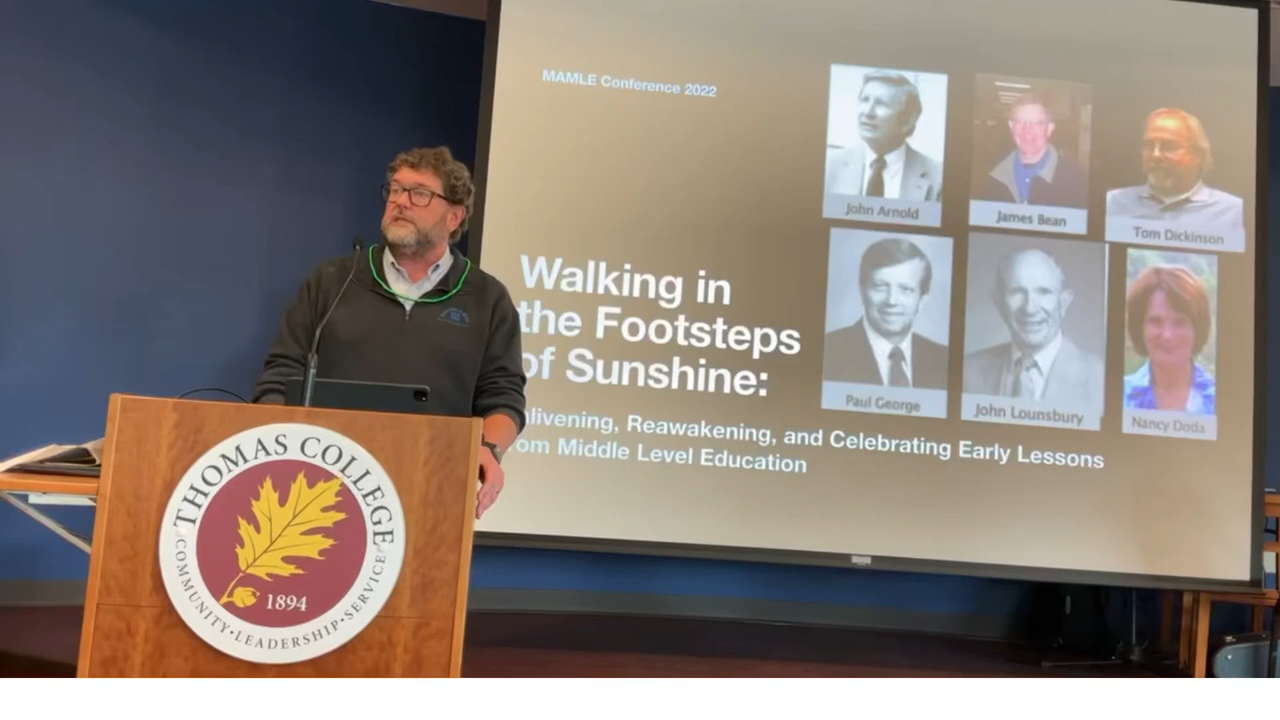 MAMLE Conference 2022
John Arnold
James Bean
Tom Dickinson
Paul George
John Lounsbury
Nancy Doda
Walking in
the Footsteps
of Sunshine:
nlivening, Reawakening, and Celebrating Early Lessons
om Middle Level Education
THOMAS COLLEGE
1894
COMMUNITY•LEADERSHIP•SERVICE